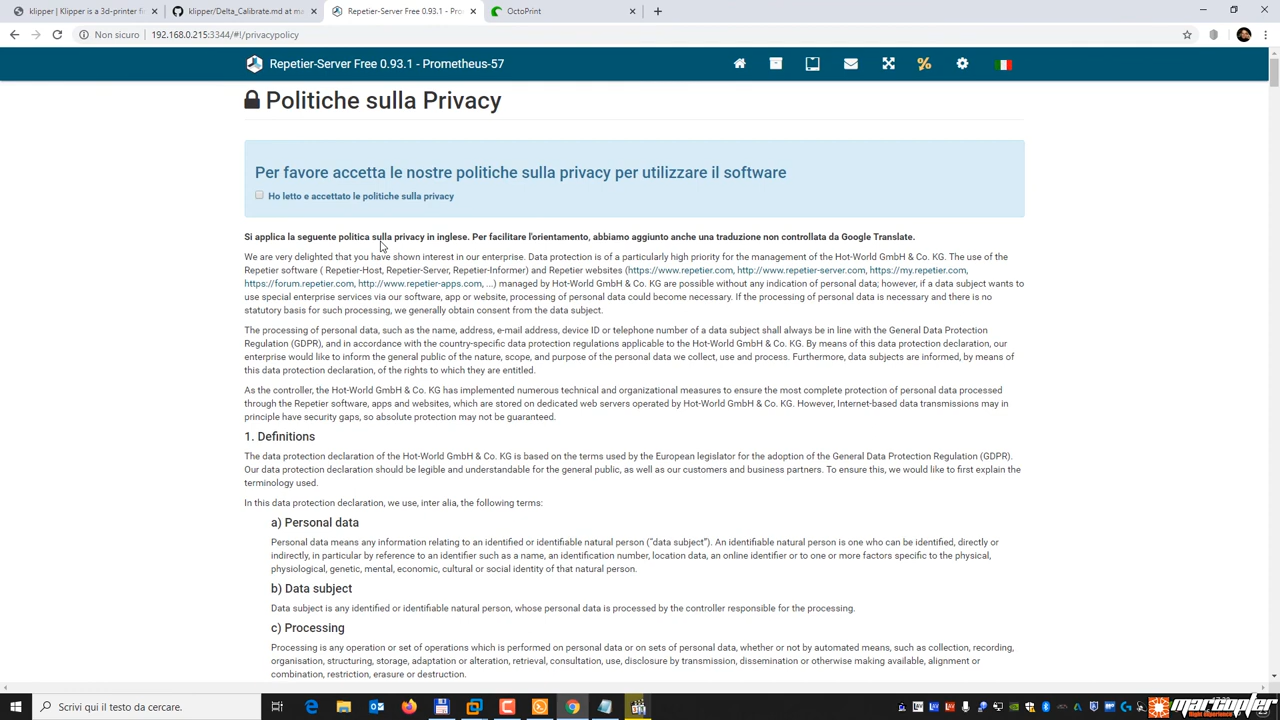 klipper | Klipper is a 3d-printer f
klipper/Delta_Calibrate.md at ma
Repetier-Server Free 0.93.1 - Pr
OctoPrint
Non sicuro
192.168.0.215:3344/#!/privacypolicy
Repetier-Server Free 0.93.1 - Prometheus-57
Politiche sulla Privacy
Per favore accetta le nostre politiche sulla privacy per utilizzare il software
Ho letto e accettato le politiche sulla privacy
Si applica la seguente politica sulla privacy in inglese. Per facilitare l'orientamento, abbiamo aggiunto anche una traduzione non controllata da Google Translate.
We are very delighted that you have shown interest in our enterprise. Data protection is of a particularly high priority for the management of the Hot-World GmbH & Co. KG. The use of the
Repetier software ( Repetier-Host, Repetier-Server, Repetier-Informer) and Repetier websites (https://www.repetier.com, http://www.repetier-server.com, https://my.repetier.com,
https://forum.repetier.com, http://www.repetier-apps.com, ...) managed by Hot-World GmbH & Co. KG are possible without any indication of personal data; however, if a data subject wants to
use special enterprise services via our software, app or website, processing of personal data could become necessary. If the processing of personal data is necessary and there is no
statutory basis for such processing, we generally obtain consent from the data subject.
The processing of personal data, such as the name, address, e-mail address, device ID or telephone number of a data subject shall always be in line with the General Data Protection
Regulation (GDPR), and in accordance with the country-specific data protection regulations applicable to the Hot-World GmbH & Co. KG. By means of this data protection declaration, our
enterprise would like to inform the general public of the nature, scope, and purpose of the personal data we collect, use and process. Furthermore, data subjects are informed, by means of
this data protection declaration, of the rights to which they are entitled.
As the controller, the Hot-World GmbH & Co. KG has implemented numerous technical and organizational measures to ensure the most complete protection of personal data processed
through the Repetier software, apps and websites, which are stored on dedicated web servers operated by Hot-World GmbH & Co. KG. However, Internet-based data transmissions may in
principle have security gaps, so absolute protection may not be guaranteed.
1. Definitions
The data protection declaration of the Hot-World GmbH & Co. KG is based on the terms used by the European legislator for the adoption of the General Data Protection Regulation (GDPR).
Our data protection declaration should be legible and understandable for the general public, as well as our customers and business partners. To ensure this, we would like to first explain the
terminology used.
In this data protection declaration, we use, inter alia, the following terms:
a) Personal data
Personal data means any information relating to an identified or identifiable natural person ("data subject"). An identifiable natural person is one who can be identified, directly or
indirectly, in particular by reference to an identifier such as a name, an identification number, location data, an online identifier or to one or more factors specific to the physical,
physiological, genetic, mental, economic, cultural or social identity of that natural person.
b) Data subject
Data subject is any identified or identifiable natural person, whose personal data is processed by the controller responsible for the processing.
c) Processing
Processing is any operation or set of operations which is performed on personal data or on sets of personal data, whether or not by automated means, such as collection, recording,
organisation, structuring, storage, adaptation or alteration, retrieval, consultation, use, disclosure by transmission, dissemination or otherwise making available, alignment or
combination, restriction, erasure or destruction.
Scrivi qui il testo da cercare.
MARCOPTER